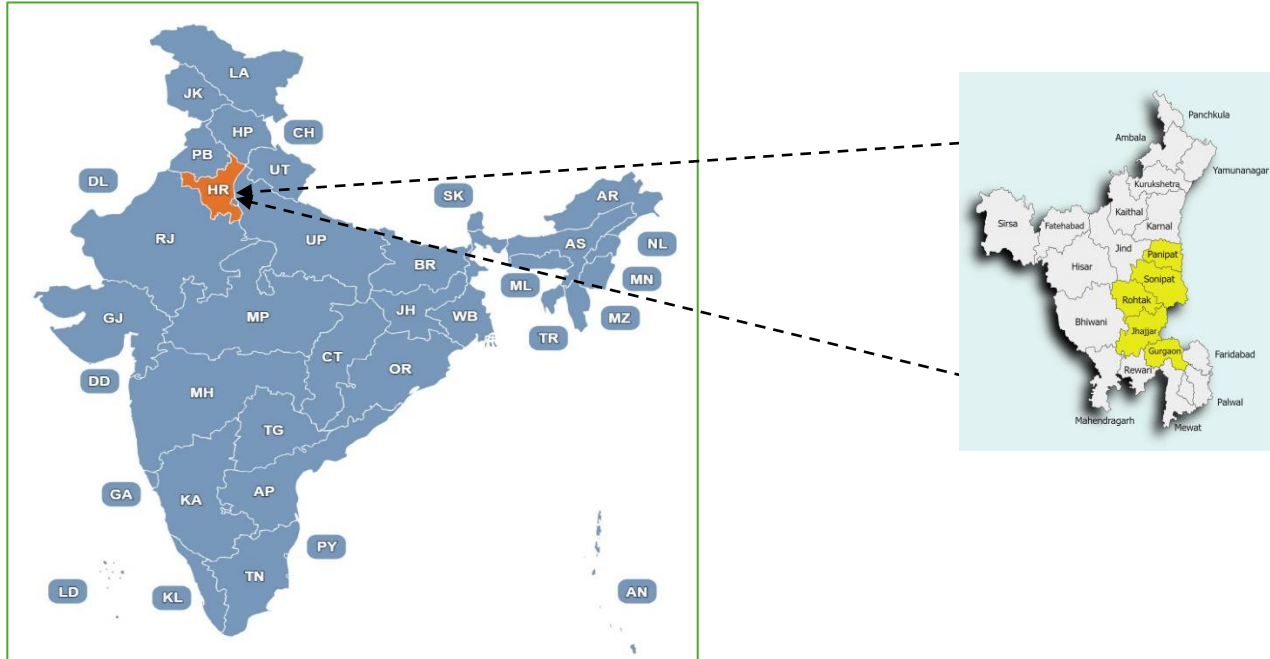 LA
JK
HP
CH
PB
UT
DL
HR
SK
AR
RJ
UP
AS
NL
BR
ML
MN
GJ
MP
JH
WB
MZ
TR
CT
OR
DD
MH
TG
GA
KA
AP
PY
TN
LD
KL
AN
Panchkula
Ambala
Yamunanagar
Kurukshetra
Kaithal
Sirsa
Fatehabad
Karnal
Jind
Panipat
Hisar
Sonipat
Rohtak
Bhiwani
Jhajjar
Gurgaon
Faridabad
Rewari
Palwal
Mahendragarh
Mewat